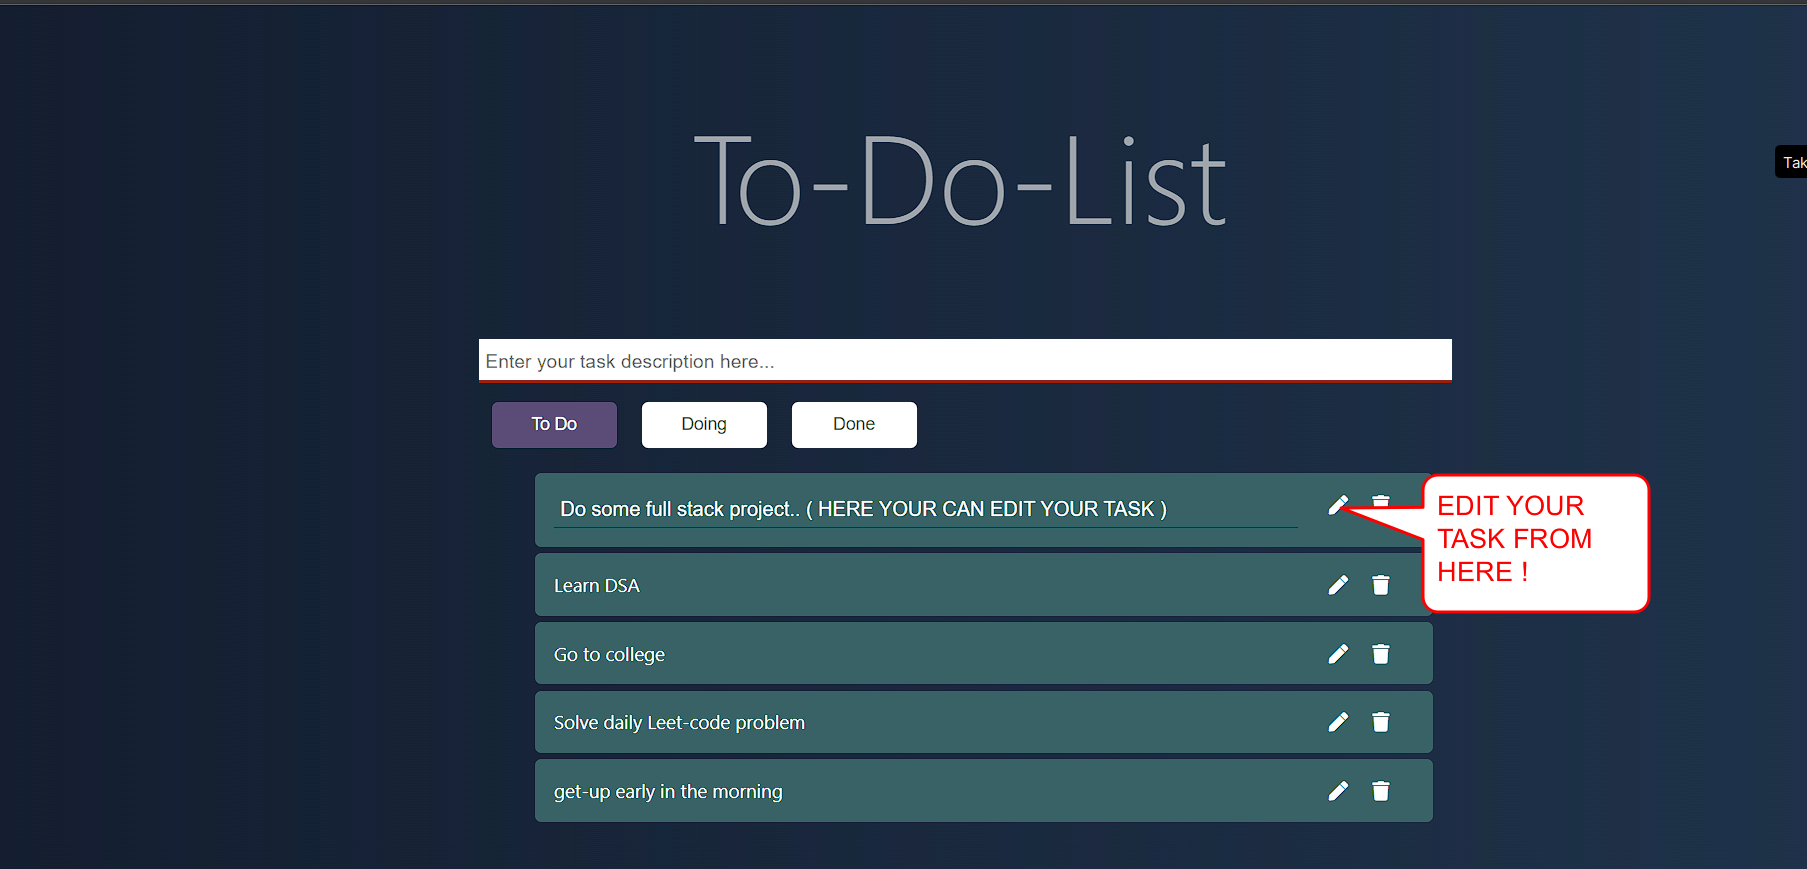 To-Do-List
Tak
Enter your task description here...
To Do
Doing
Done
Do some full stack project.. ( HERE YOUR CAN EDIT YOUR TASK )
EDIT YOUR
TASK FROM
HERE !
Learn DSA
Go to college
Solve daily Leet-code problem
get-up early in the morning